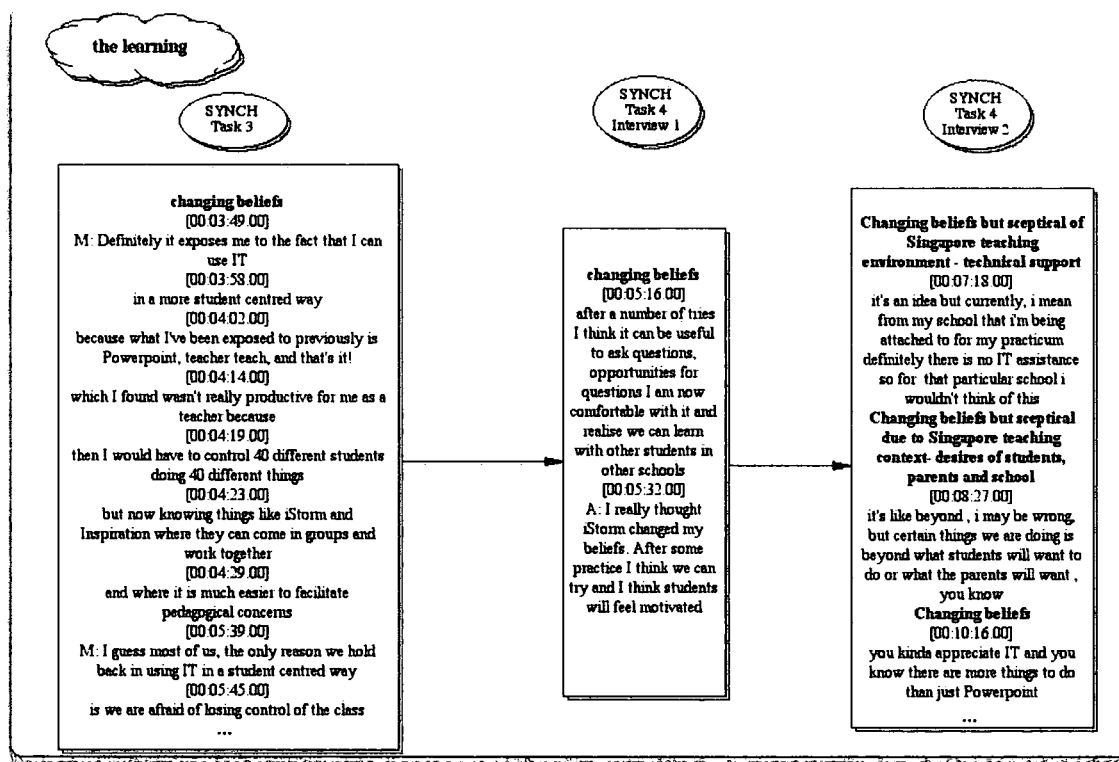 the learning
SYNCH
Task 3
changing beliefs
[00:03:49.00]
M: Definitely it exposes me to the fact that I can
use IT
[00:03:58.00]
in a more student centred way
[00:04:02.00]
because what I've been exposed to previously is
Powerpoint, teacher teach, and that's it!
[00:04:14.00]
which I found wasn't really productive for me as a
teacher because
[00:04:19.00]
then I would have to control 40 different students
doing 40 different things
[00:04:23.00]
but now knowing things like iStorm and
Inspiration where they can come in groups and
work together
[00:04:29.00]
and where it is much easier to facilitate
pedagogical concerns
[00:05:39.00]
M: I guess most of us, the only reason we hold
back in using IT in a student centred way
[00:05:45.00]
is we are afraid of losing control of the class
...
SYNCH
Task 4
Interview 1
changing beliefs
[00:05:16.00]
after a number of tries
I think it can be useful
to ask questions,
opportunities for
questions I am now
comfortable with it and
realise we can learn
with other students in
other schools
[00:05:32.00]
A: I really thought
iStorm changed my
beliefs. After some
practice I think we can
try and I think students
will feel motivated
SYNCH
Task 4
Interview 2
Changing beliefs but sceptical of
Singapore teaching
environment - technical support
[00:07:18.00]
it's an idea but currently, i mean
from my school that i'm being
attached to for my practicum
definitely there is no IT assistance
so for that particular school i
wouldn't think of this
Changing beliefs but sceptical
due to Singapore teaching
context- desires of students,
parents and school
[00:08:27.00]
it's like beyond , i may be wrong,
but certain things we are doing is
beyond what students will want to
do or what the parents will want ,
you know
Changing beliefs
[00:10:16.00]
you kinda appreciate IT and you
know there are more things to do
than just Powerpoint
...